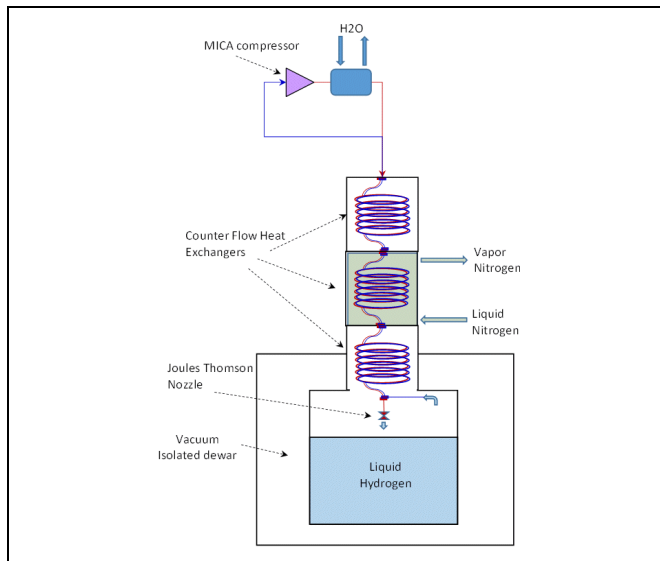 H2O
MICA compressor
Counter Flow Heat
Exchangers
Vapor
Nitrogen
Liquid
Nitrogen
Joules Thomson
Nozzle
Vacuum
Isolated dewar
Liquid
Hydrogen